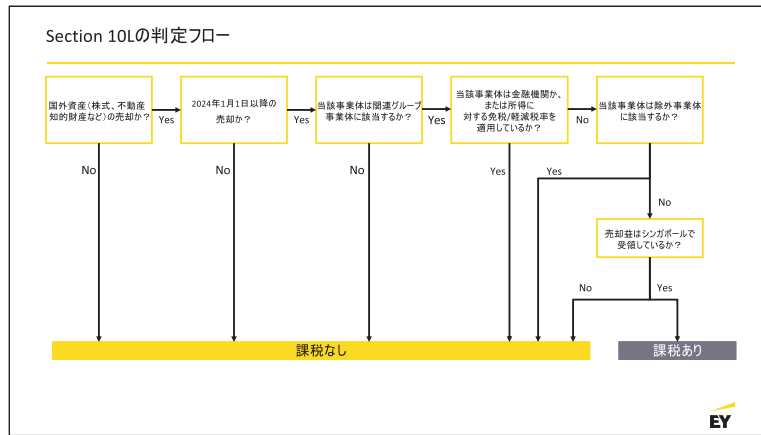 Section 10Lの判定フロー
国外資産（株式、不動産
知的財産など）の売却か？
Yes
2024年1月1日以降の
売却か？
Yes
当該事業体は関連グループ
事業体に該当するか？
Yes
当該事業体は金融機関か、
または所得に
対する免税/軽減税率を
適用しているか？
No
当該事業体は除外事業体
に該当するか？
No
No
No
Yes
Yes
No
売却益はシンガポールで
受領しているか？
No
Yes
課税なし
課税あり
EY